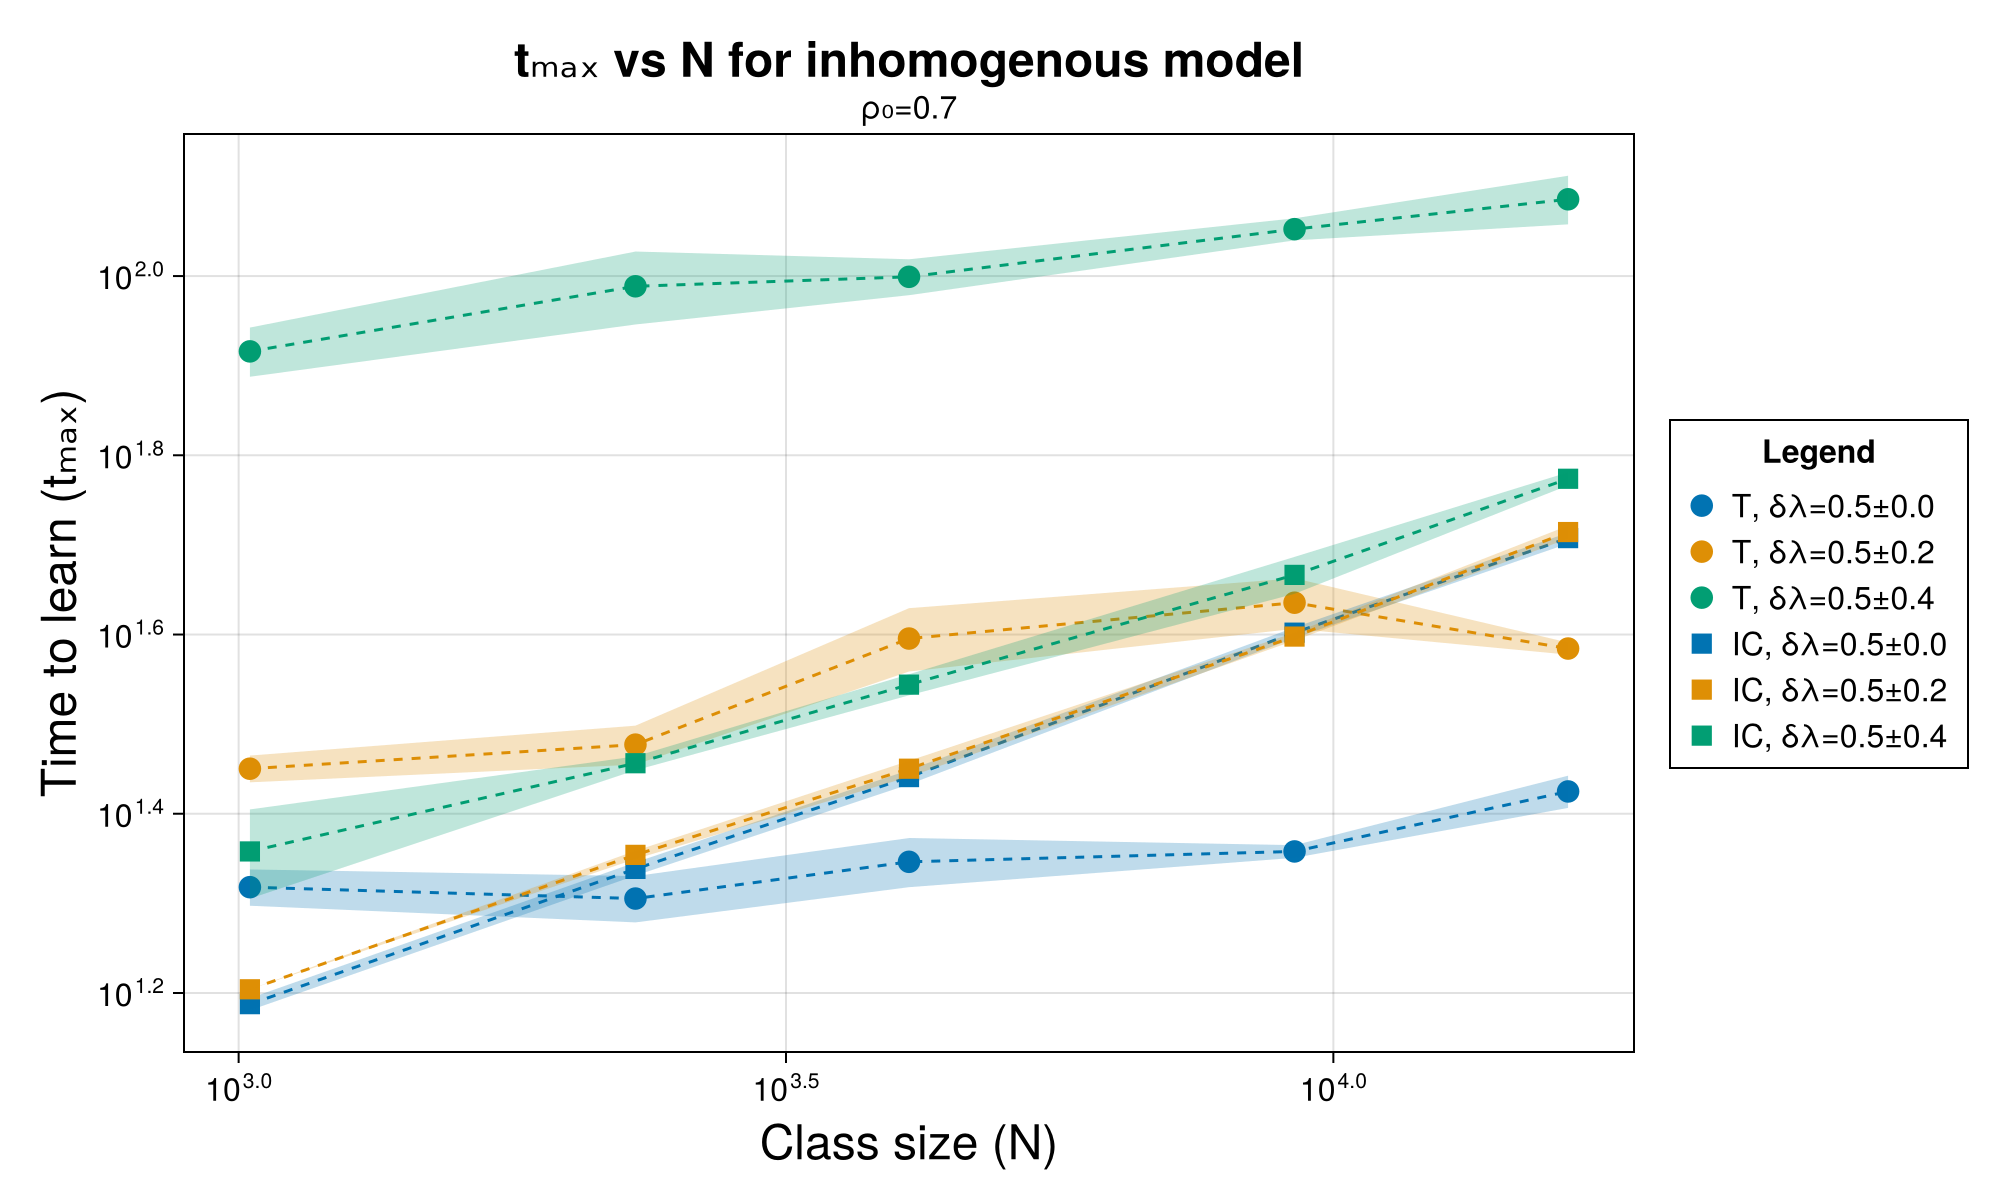 tₘₐₓ vs N for inhomogenous model
ρ₀=0.7
Time to learn (tₘₐₓ)
10^2.0
10^1.8
10^1.6
10^1.4
10^1.2
10^3.0
10^3.5
10^4.0
Class size (N)
Legend
T, δλ=0.5±0.0
T, δλ=0.5±0.2
T, δλ=0.5±0.4
IC, δλ=0.5±0.0
IC, δλ=0.5±0.2
IC, δλ=0.5±0.4